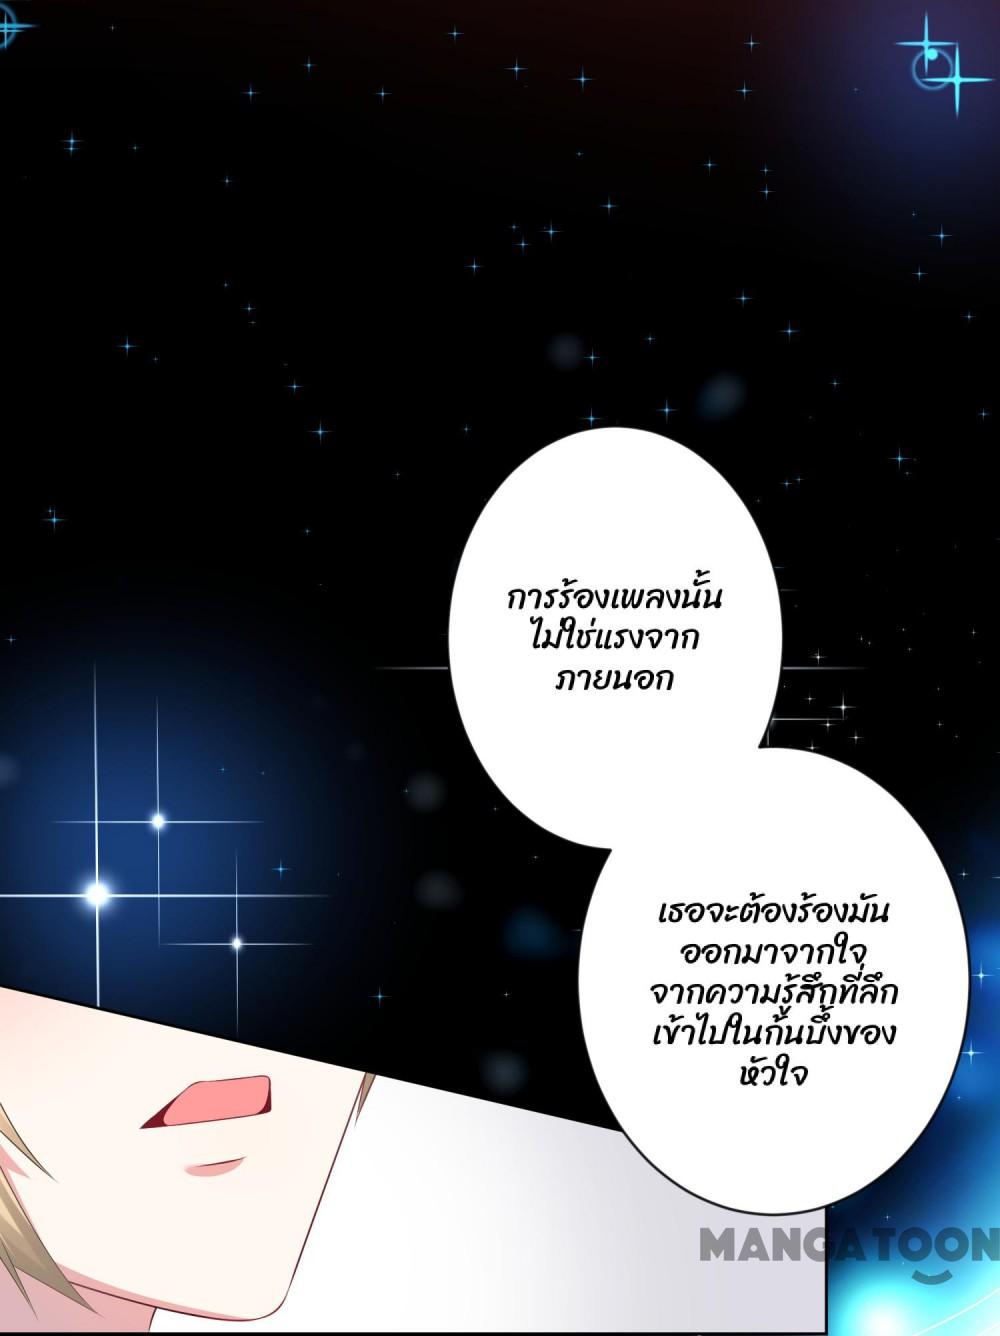 การร้องเพลงนั้น
ไม่ใช่แรงจาก
ภายนอก
เธอจะต้องร้องมัน
ออกมาจากใจ
จากความรู้สึกที่ลึก
เข้าไปในก้นบึ้งของ
หัวใจ
MANGATOON